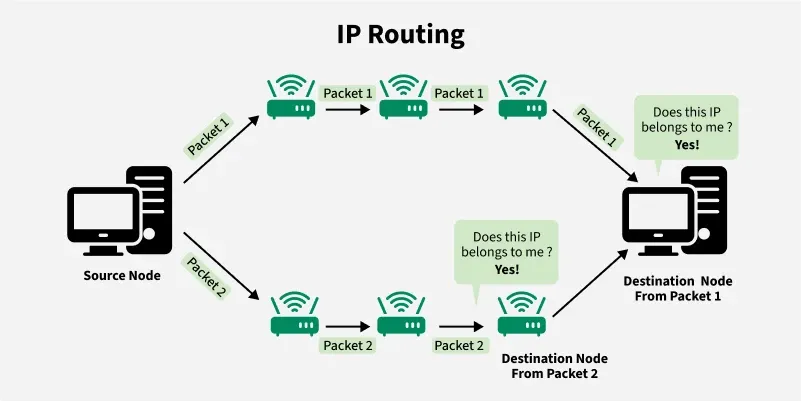 IP Routing
Packet 1
Packet 1
Packet 1
Packet 1
Does this IP
belongs to me ?
Yes!
Source Node
Packet 2
Does this IP
belongs to me ?
Yes!
Destination Node
From Packet 1
Packet 2
Packet 2
Destination Node
From Packet 2